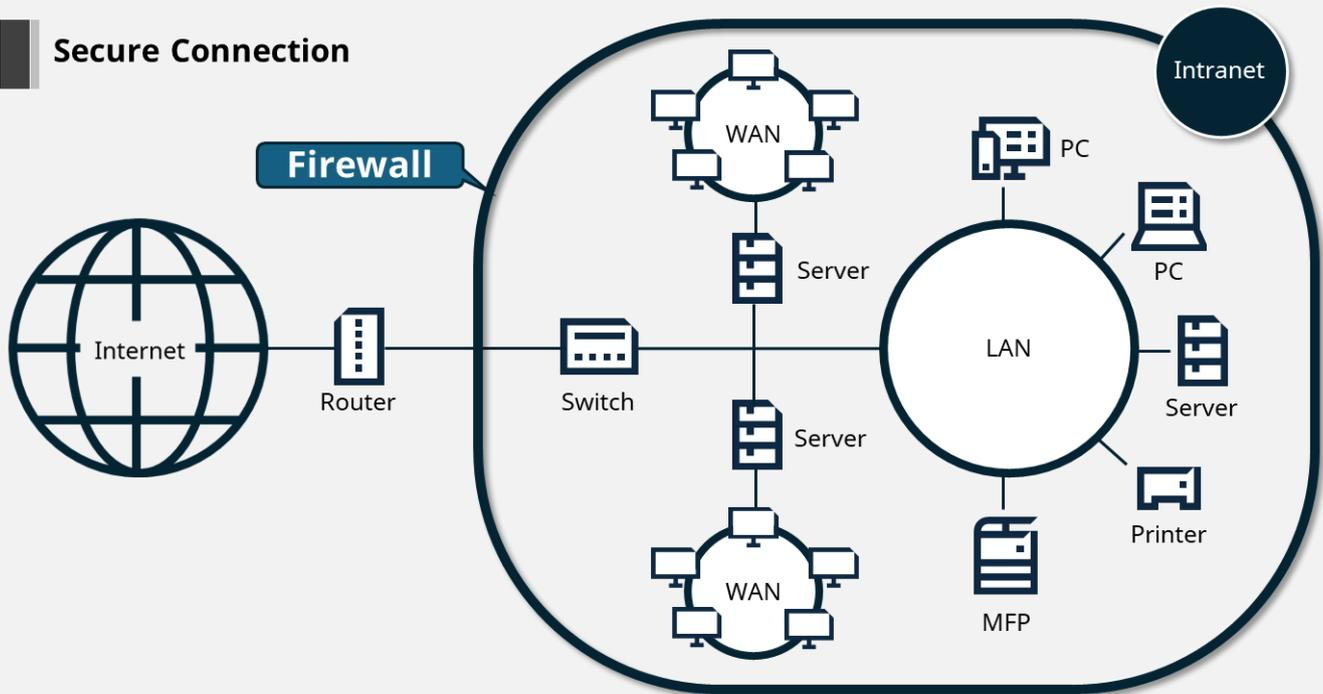 Secure Connection
Intranet
Firewall
WAN
PC
PC
Server
Internet
Router
Switch
LAN
Server
Server
Printer
WAN
MFP